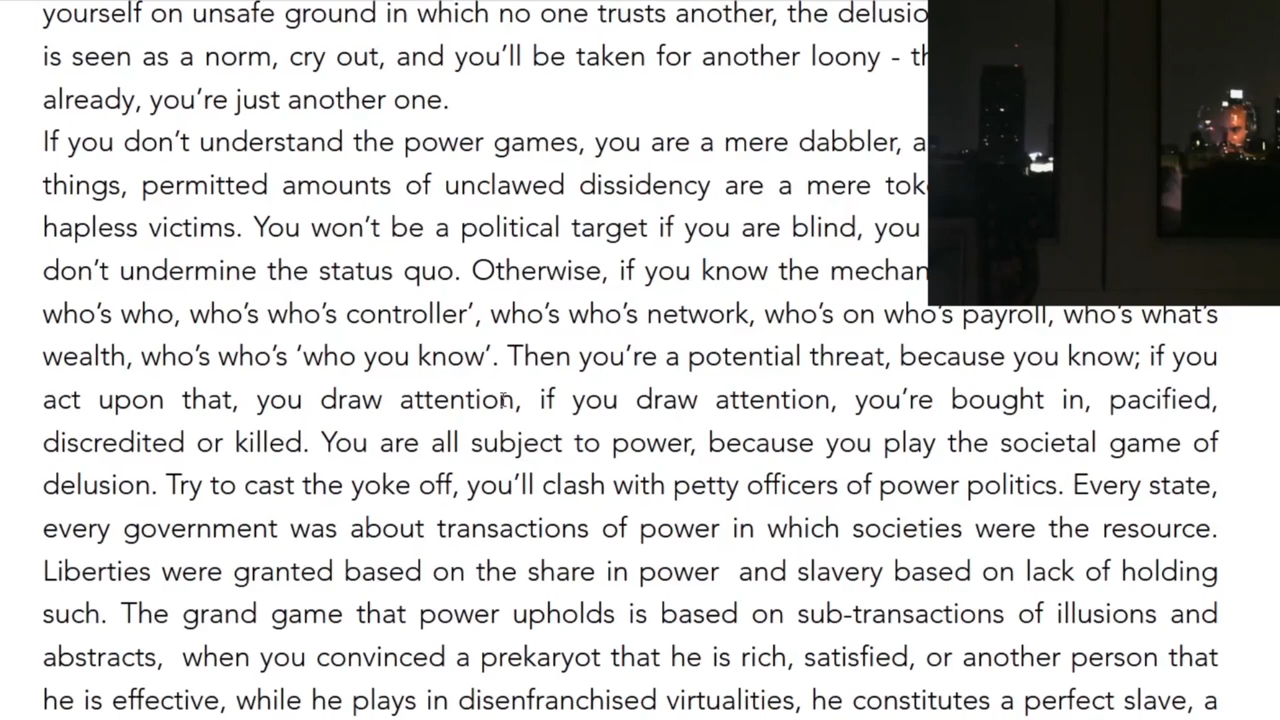 yourself on unsafe ground in which no one trusts another, the
is seen as a norm, cry out, and you'll be taken for another loony -
already, you're just another one.
If you don't understand the power games, you are a mere dabbler,
things, permitted amounts of unclawed dissidency are a mere
hapless victims. You won't be a political target if you are blind, you
don't undermine the status quo. Otherwise, if you know the
who's who, who's who's controller', who's who's network, who's on who's payroll, who's what's
wealth, who's who's 'who you know'. Then you're a potential threat, because you know; if you
act upon that, you draw attention, if you draw attention, you're bought in, pacified,
discredited or killed. You are all subject to power, because you play the societal game of
delusion. Try to cast the yoke off, you'll clash with petty officers of power politics. Every state,
every government was about transactions of power in which societies were the resource.
Liberties were granted based on the share in power and slavery based on lack of holding
such. The grand game that power upholds is based on sub-transactions of illusions and
abstracts, when you convinced a prekaryot that he is rich, satisfied, or another person that
he is effective, while he plays in disenfranchised virtualities, he constitutes a perfect slave, a